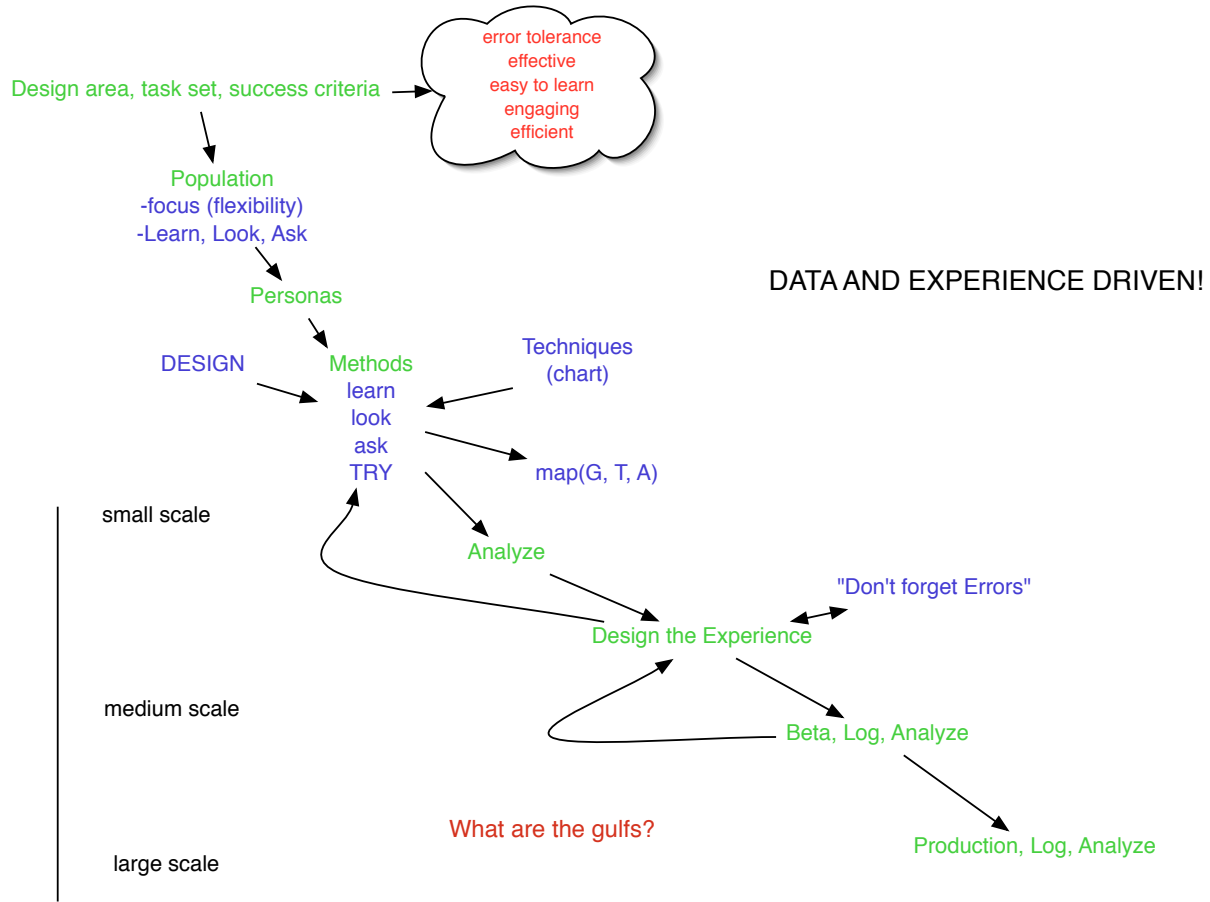 error tolerance
effective
easy to learn
engaging
efficient
Design area, task set, success criteria
Population
-focus (flexibility)
-Learn, Look, Ask
DATA AND EXPERIENCE DRIVEN!
Personas
DESIGN
Methods
learn
look
ask
TRY
Techniques
(chart)
map(G, T, A)
small scale
Analyze
"Don't forget Errors"
Design the Experience
medium scale
Beta, Log, Analyze
What are the gulfs?
Production, Log, Analyze
large scale